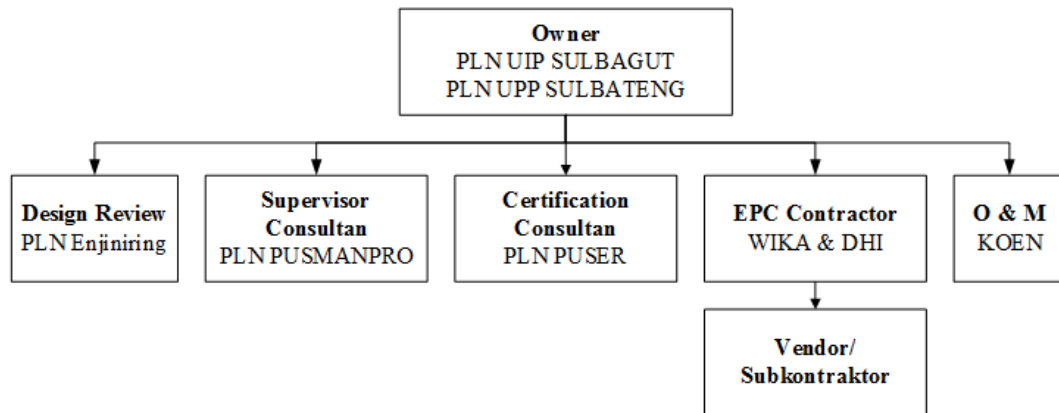 Owner
PLN UIP SULBAGUT
PLN UPP SULBATENG
Design Review
PLN Enjiniring
Supervisor
Consultan
PLN PUSMANPRO
Certification
Consultan
PLN PUSER
EPC Contractor
WIKA & DHI
O & M
KOEN
Vendor/
Subkontraktor